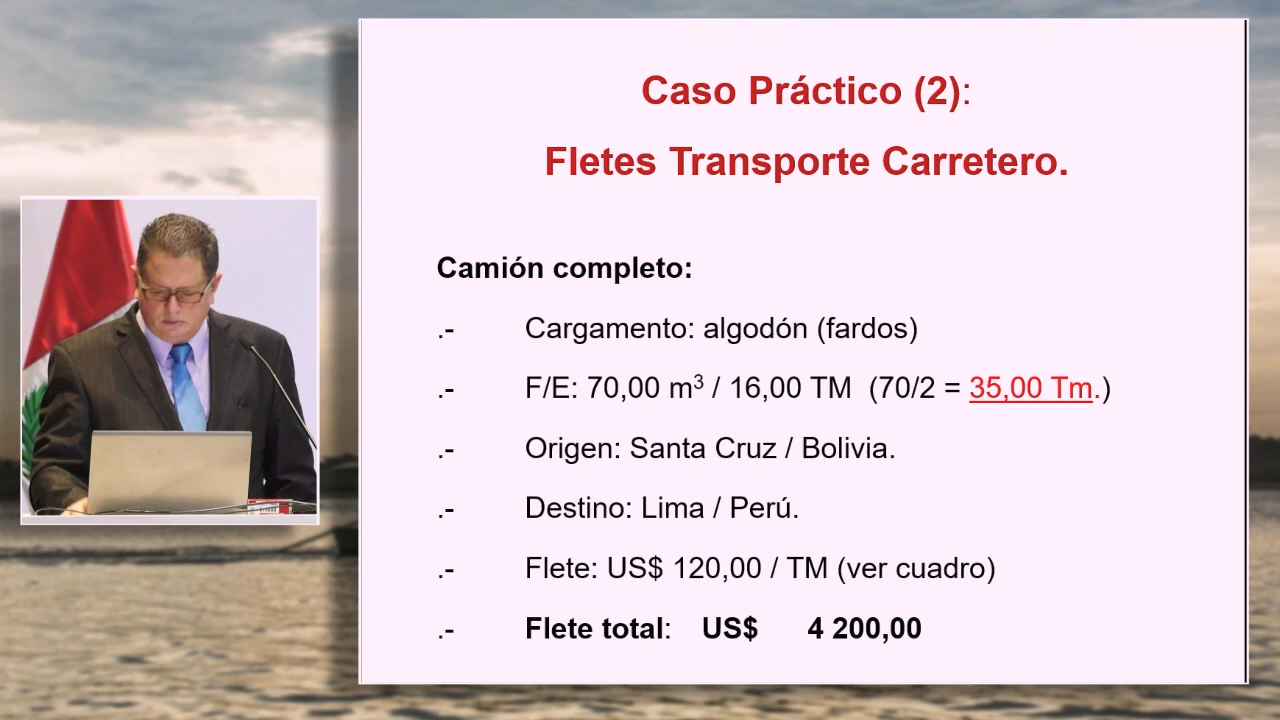 Caso Práctico (2):
Fletes Transporte Carretero.
Camión completo:
.- Cargamento: algodón (fardos)
.- F/E: 70,00 m³ / 16,00 TM (70/2 = 35,00 Tm.)
.- Origen: Santa Cruz / Bolivia.
.- Destino: Lima / Perú.
.- Flete: US$ 120,00 / TM (ver cuadro)
.- Flete total: US$ 4 200,00